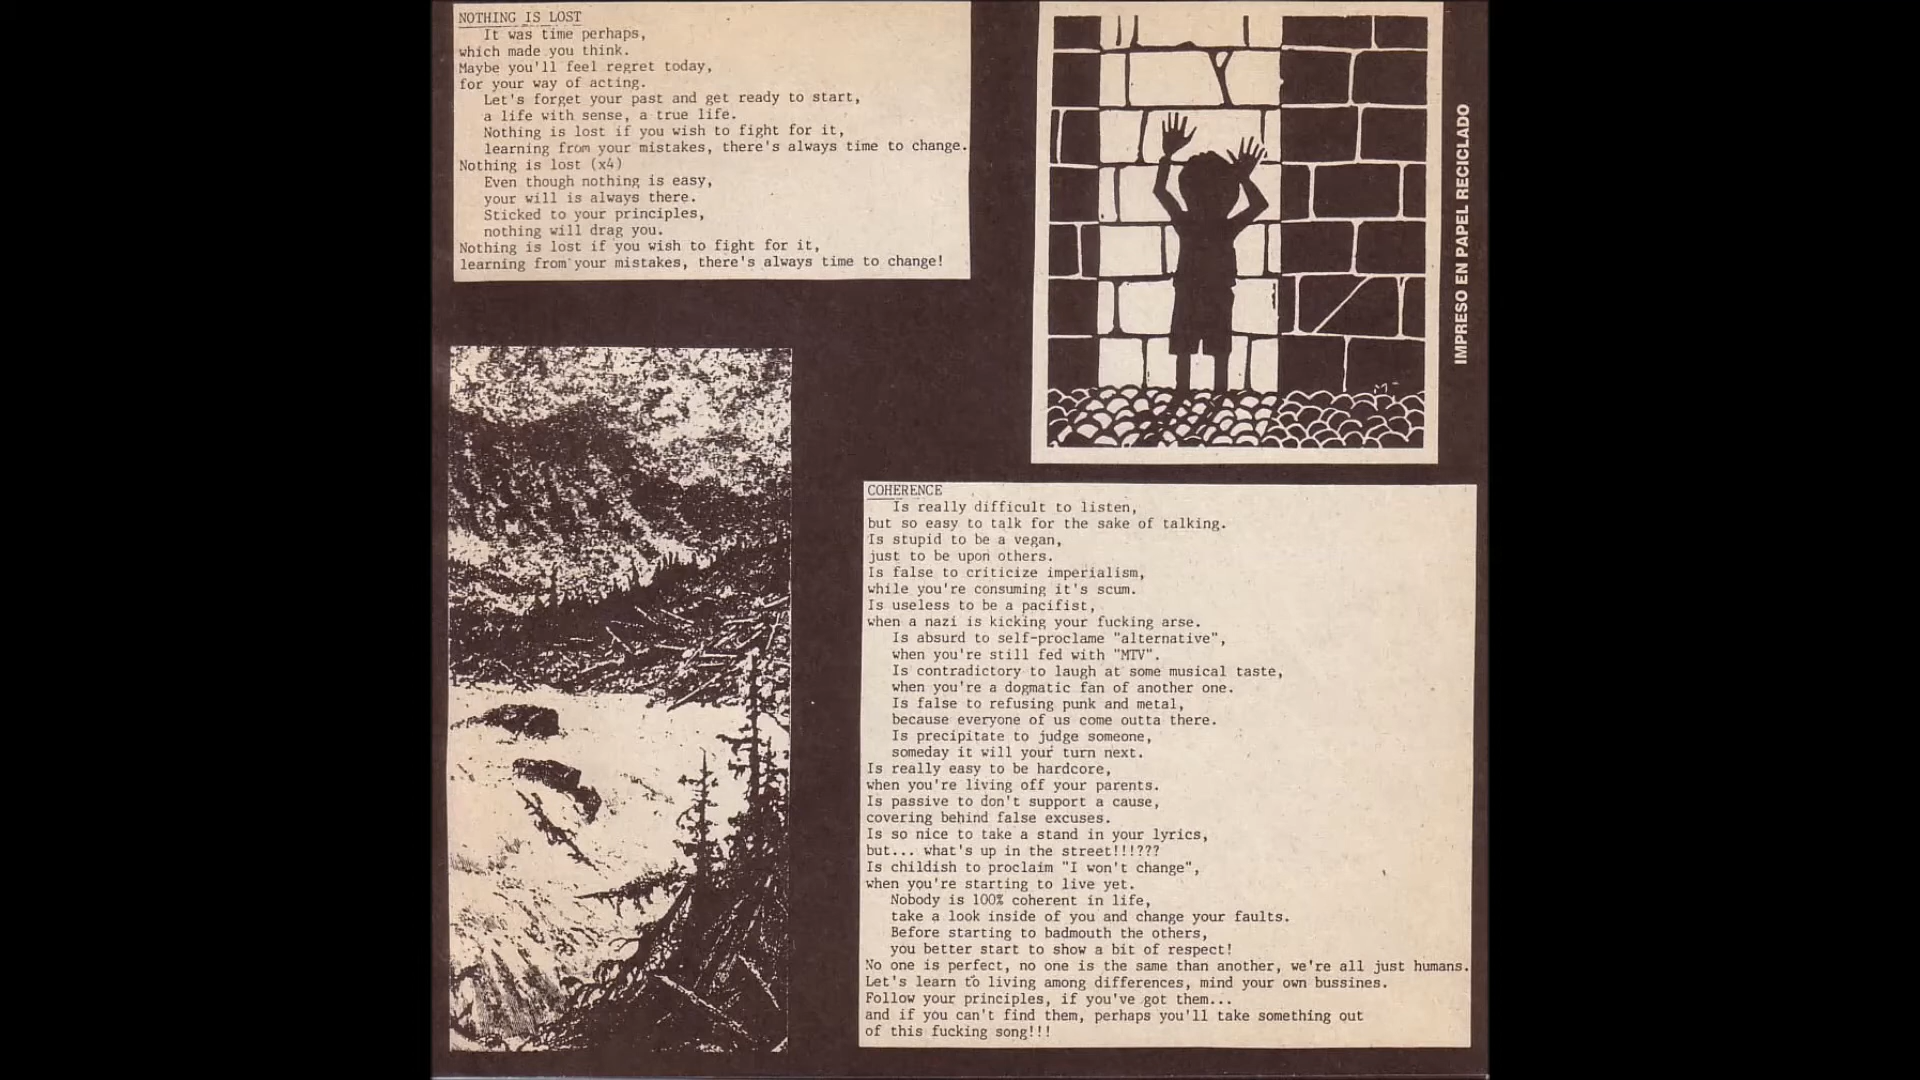 NOTHING IS LOST
It was time perhaps,
which made you think.
Maybe you'll feel regret today,
for your way of acting.
Let's forget your past and get ready to start,
a life with sense, a true life.
Nothing is lost if you wish to fight for it,
learning from your mistakes, there's always time to change.
Nothing is lost (x4)
Even though nothing is easy,
your will is always there.
Sticked to your principles,
nothing will drag you.
Nothing is lost if you wish to fight for it,
learning from your mistakes, there's always time to change!
IMPRESO EN PAPEL RECICLADO
COHERENCE
Is really difficult to listen,
but so easy to talk for the sake of talking.
Is stupid to be a vegan,
just to be upon others.
Is false to criticize imperialism,
while you're consuming it's scum.
Is useless to be a pacifist,
when a nazi is kicking your fucking arse.
Is absurd to self-proclame "alternative",
when you're still fed with "MTV".
Is contradictory to laugh at some musical taste,
when you're a dogmatic fan of another one.
Is false to refusing punk and metal,
because everyone of us come outta there.
Is precipitate to judge someone,
someday it will your turn next.
Is really easy to be hardcore,
when you're living off your parents.
Is passive to don't support a cause,
covering behind false excuses.
Is so nice to take a stand in your lyrics,
but... what's up in the street!!!???
Is childish to proclaim "I won't change",
when you're starting to live yet.
Nobody is 100% coherent in life,
take a look inside of you and change your faults.
Before starting to badmouth the others,
you better start to show a bit of respect!
No one is perfect, no one is the same than another, we're all just humans.
Let's learn to living among differences, mind your own bussines.
Follow your principles, if you've got them...
and if you can't find them, perhaps you'll take something out
of this fucking song!!!